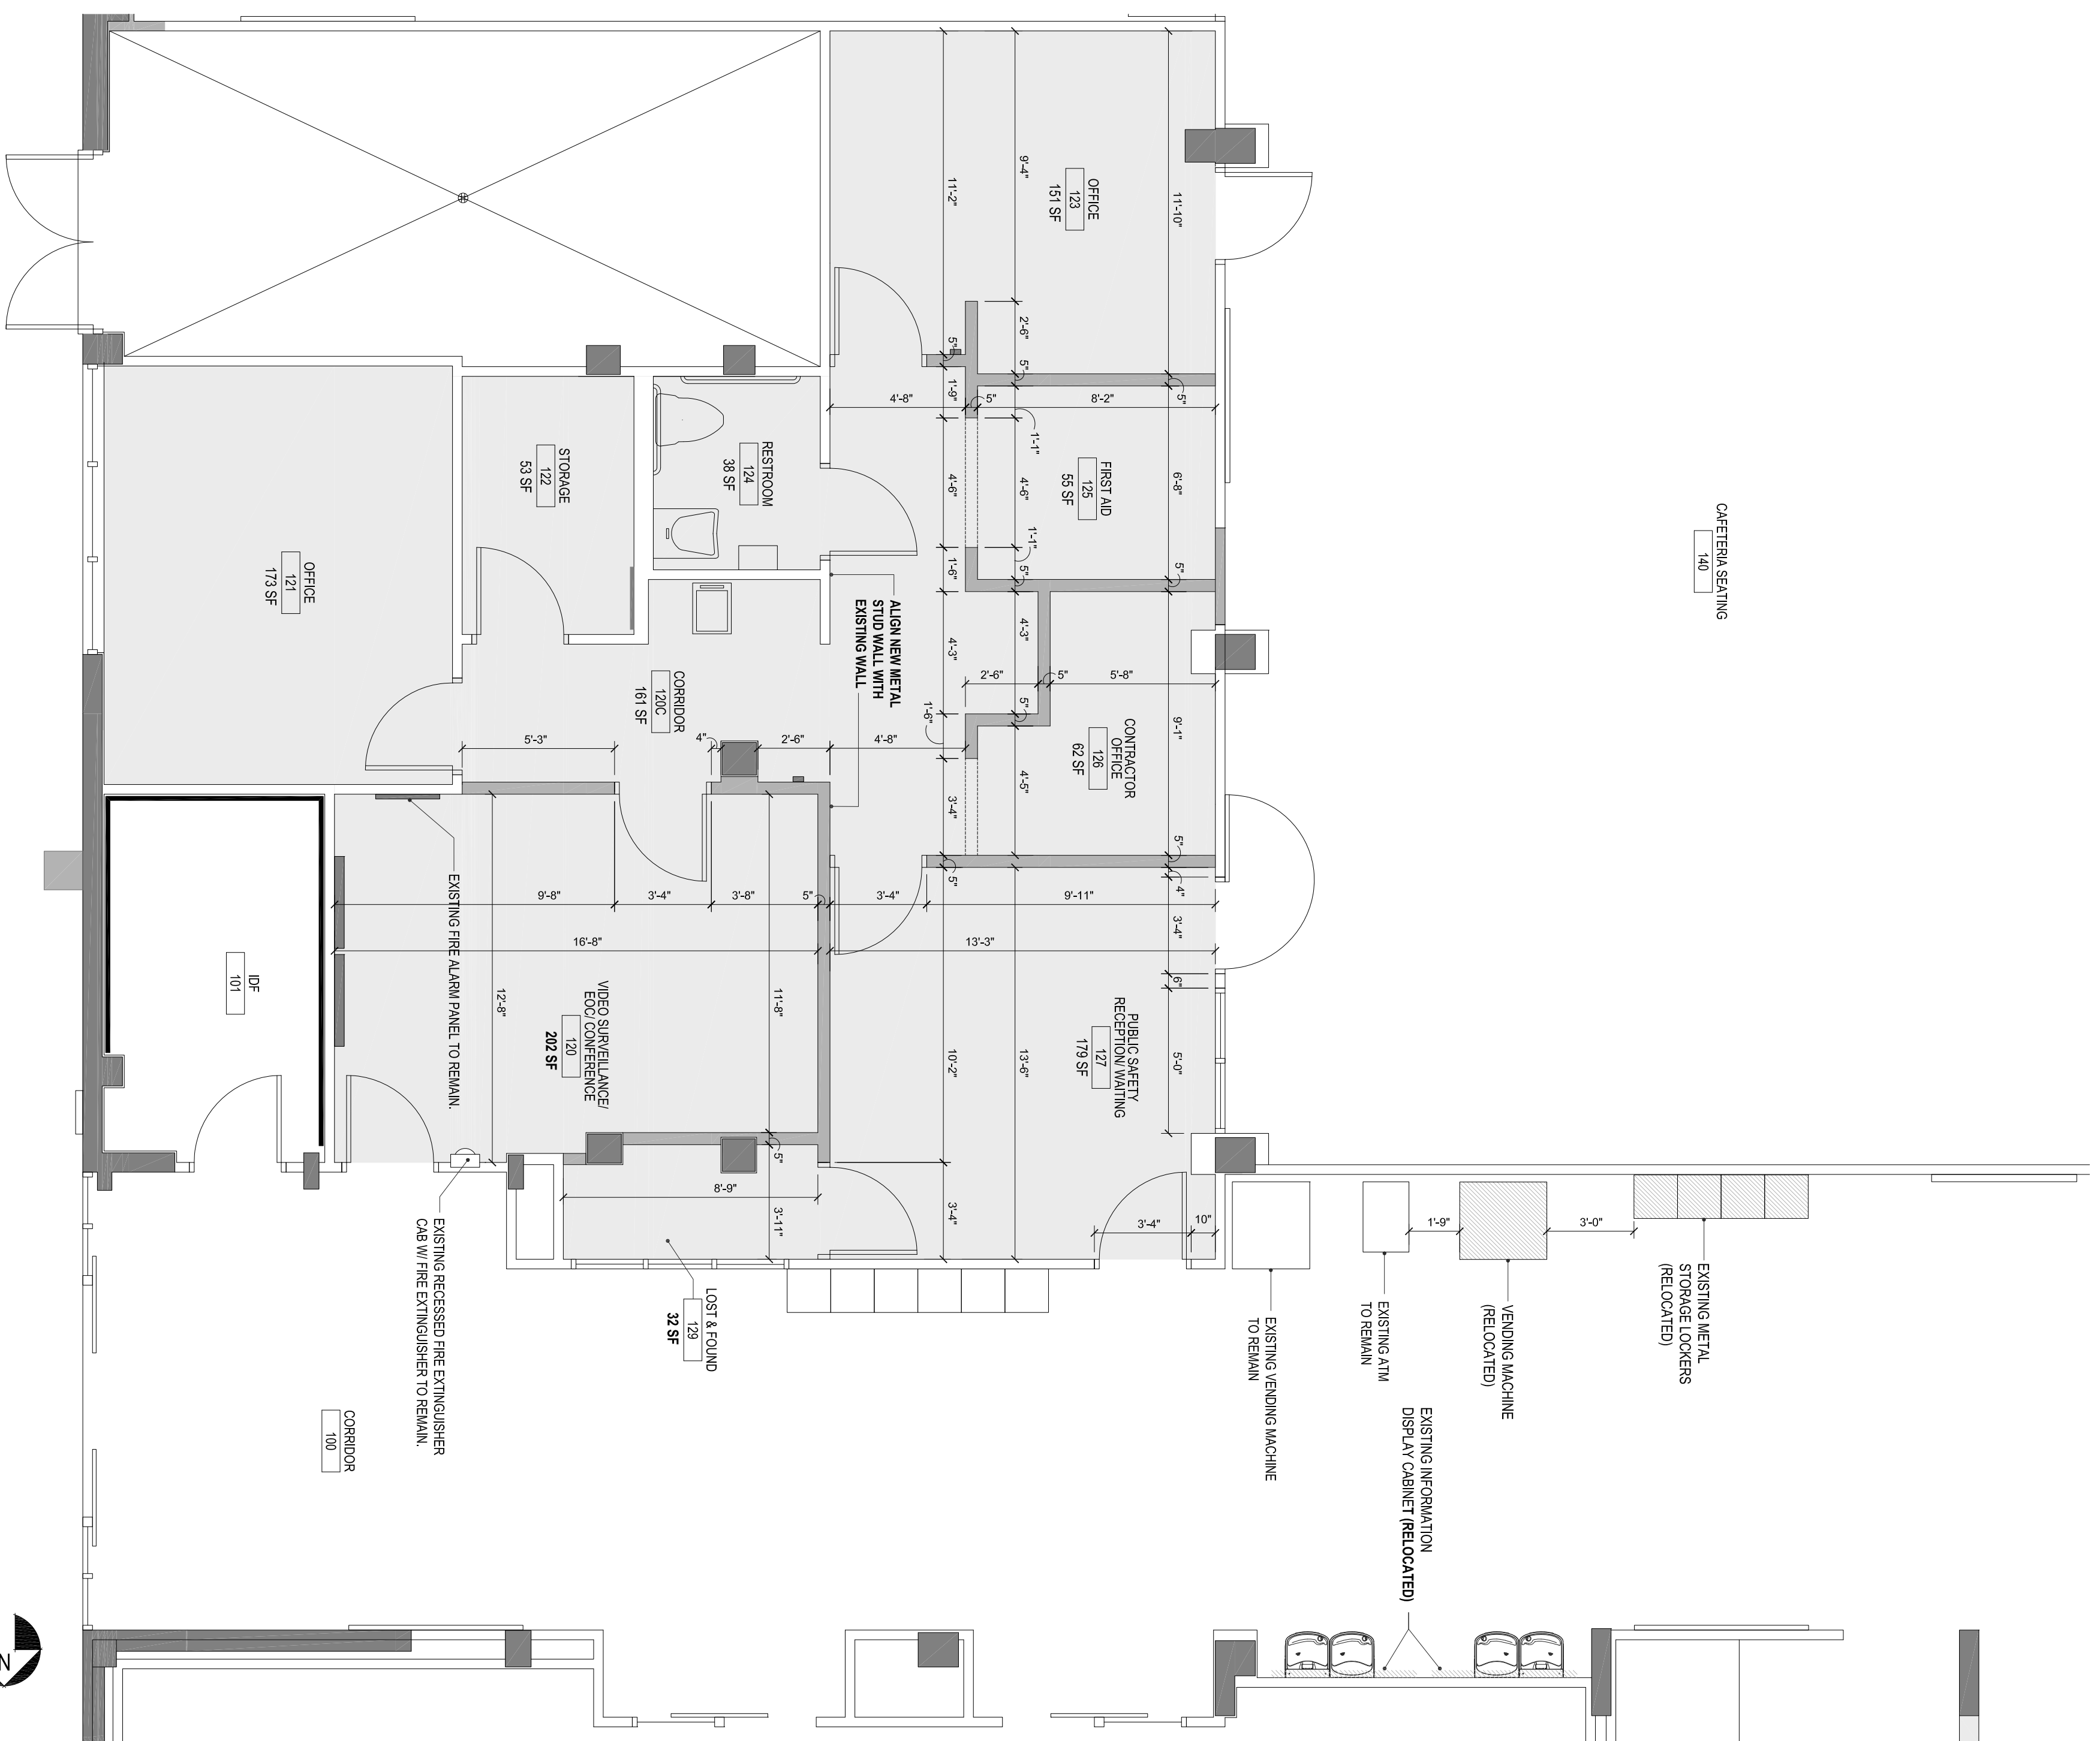 CAFETERIA SEATING
140
OFFICE
123
151 SF
11'-10"
9'-4"
11'-2"
2'-6"
5"
5"
5"
1'-9"
4'-8"
5"
8'-2"
1'-1"
FIRST AID
125
55 SF
6'-8"
4'-6"
4'-6"
1'-1"
5"
5"
1'-6"
RESTROOM
124
38 SF
STORAGE
122
53 SF
OFFICE
121
173 SF
ALIGN NEW METAL
STUD WALL WITH
EXISTING WALL
4'-3"
4'-3"
2'-6"
5"
5'-8"
5"
1'-6"
CORRIDOR
120C
161 SF
CONTRACTOR
OFFICE
126
62 SF
9'-1"
5'-3"
4"
2'-6"
4'-8"
4'-5"
3'-4"
5"
5"
4"
9'-8"
3'-4"
3'-8"
5"
3'-4"
9'-11"
3'-4"
16'-8"
13'-3"
6"
EXISTING FIRE ALARM PANEL TO REMAIN.
IDF
101
12'-8"
VIDEO SURVEILLANCE/
EOC/ CONFERENCE
120
202 SF
11'-8"
10'-2"
13'-6"
PUBLIC SAFETY
RECEPTION/ WAITING
127
179 SF
5'-0"
5"
8'-9"
3'-11"
3'-4"
3'-4"
10"
1'-9"
3'-0"
EXISTING METAL
STORAGE LOCKERS
(RELOCATED)
VENDING MACHINE
(RELOCATED)
EXISTING ATM
TO REMAIN
EXISTING VENDING MACHINE
TO REMAIN
LOST & FOUND
129
32 SF
EXISTING RECESSED FIRE EXTINGUISHER
CAB W/ FIRE EXTINGUISHER TO REMAIN.
CORRIDOR
100
EXISTING INFORMATION
DISPLAY CABINET (RELOCATED)
N